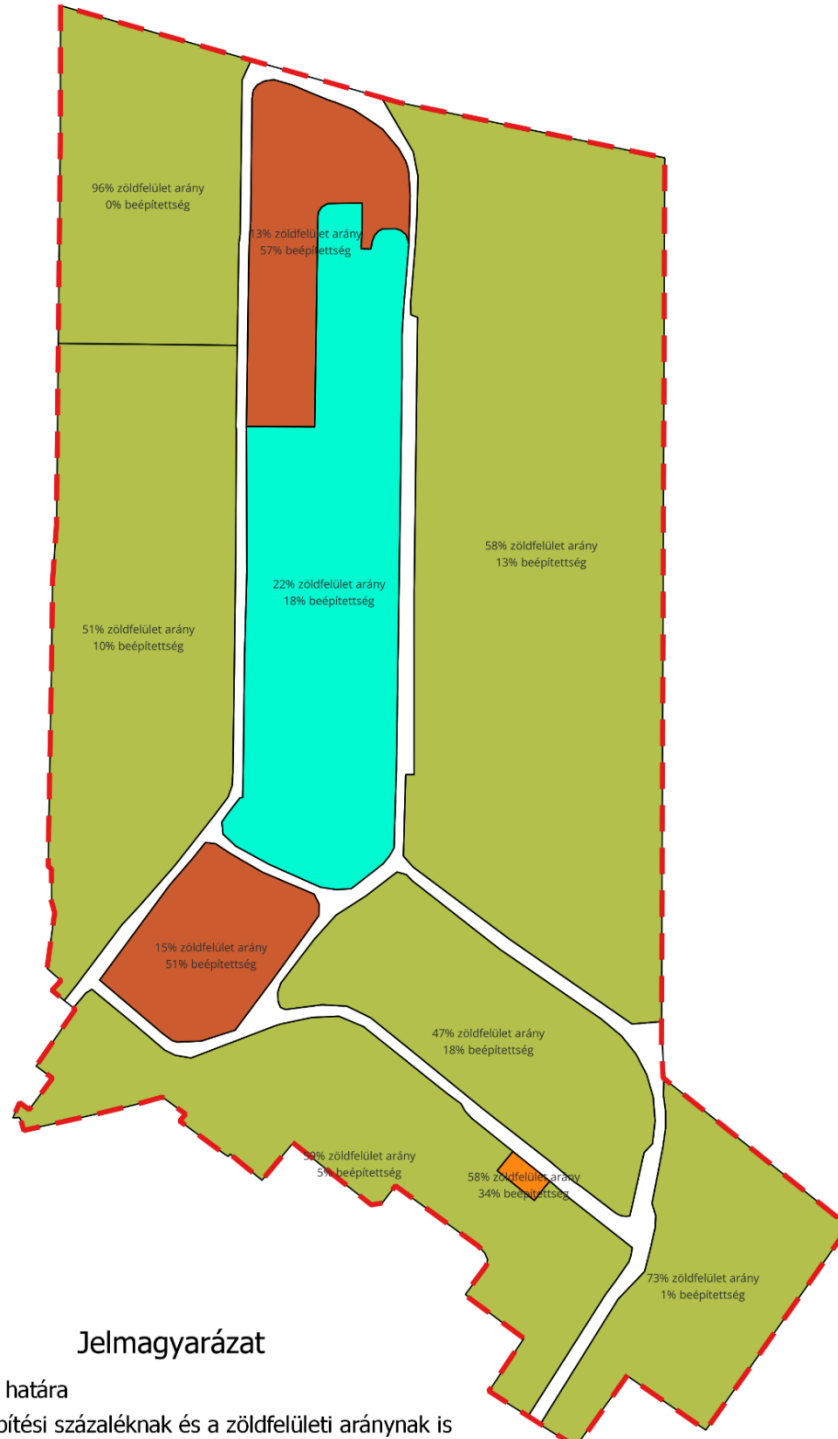 96% zöldfelület arány
0% beépítettség
13% zöldfelület arány
57% beépítettség
58% zöldfelület arány
13% beépítettség
22% zöldfelület arány
18% beépítettség
51% zöldfelület arány
10% beépítettség
15% zöldfelület arány
51% beépítettség
47% zöldfelület arány
18% beépítettség
59% zöldfelület arány
5% beépítettség
58% zöldfelület arány
34% beépítettség
73% zöldfelület arány
1% beépítettség
Jelmagyarázat
határa
pítési százaléknak és a zöldfelületi aránynak is